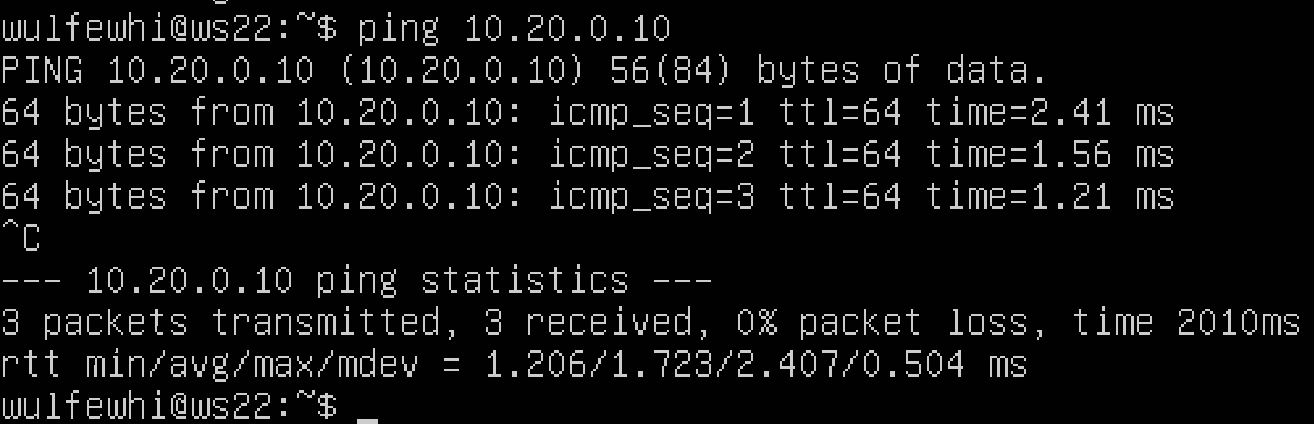 wulfewhi@ws22:~$ ping 10.20.0.10
PING 10.20.0.10 (10.20.0.10) 56(84) bytes of data.
64 bytes from 10.20.0.10: icmp_seq=1 ttl=64 time=2.41 ms
64 bytes from 10.20.0.10: icmp_seq=2 ttl=64 time=1.56 ms
64 bytes from 10.20.0.10: icmp_seq=3 ttl=64 time=1.21 ms
^C
--- 10.20.0.10 ping statistics ---
3 packets transmitted, 3 received, 0% packet loss, time 2010ms
rtt min/avg/max/mdev = 1.206/1.723/2.407/0.504 ms
wulfewhi@ws22:~$